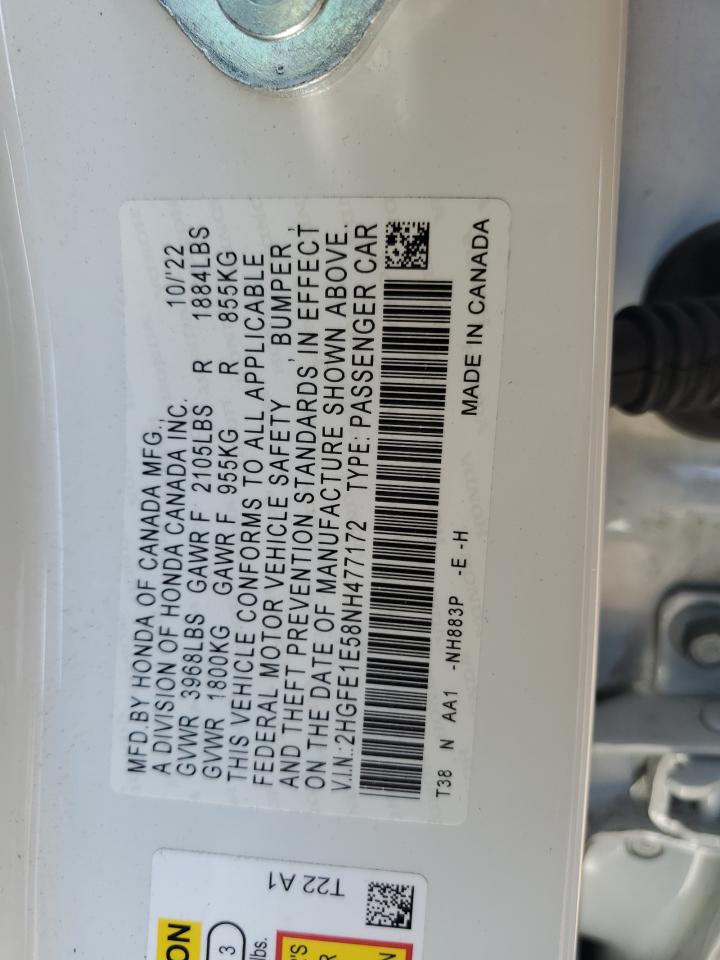 MFD.BY HONDA OF CANADA MFG., 10/'22
A DIVISION OF HONDA CANADA INC.
GVWR 3968LBS GAWR F 2105LBS R 1884LBS
GVWR 1800KG GAWR F 955KG R 855KG
THIS VEHICLE CONFORMS TO ALL APPLICABLE
FEDERAL MOTOR VEHICLE SAFETY , BUMPER ,
AND THEFT PREVENTION STANDARDS IN EFFECT
ON THE DATE OF MANUFACTURE SHOWN ABOVE.
V.I.N.:2HGFE1E58NH477172 TYPE: PASSENGER CAR
MADE IN CANADA
T38 N AA1 -NH883P -E -H
T22 A1
ON
3
lbs.
'S
R